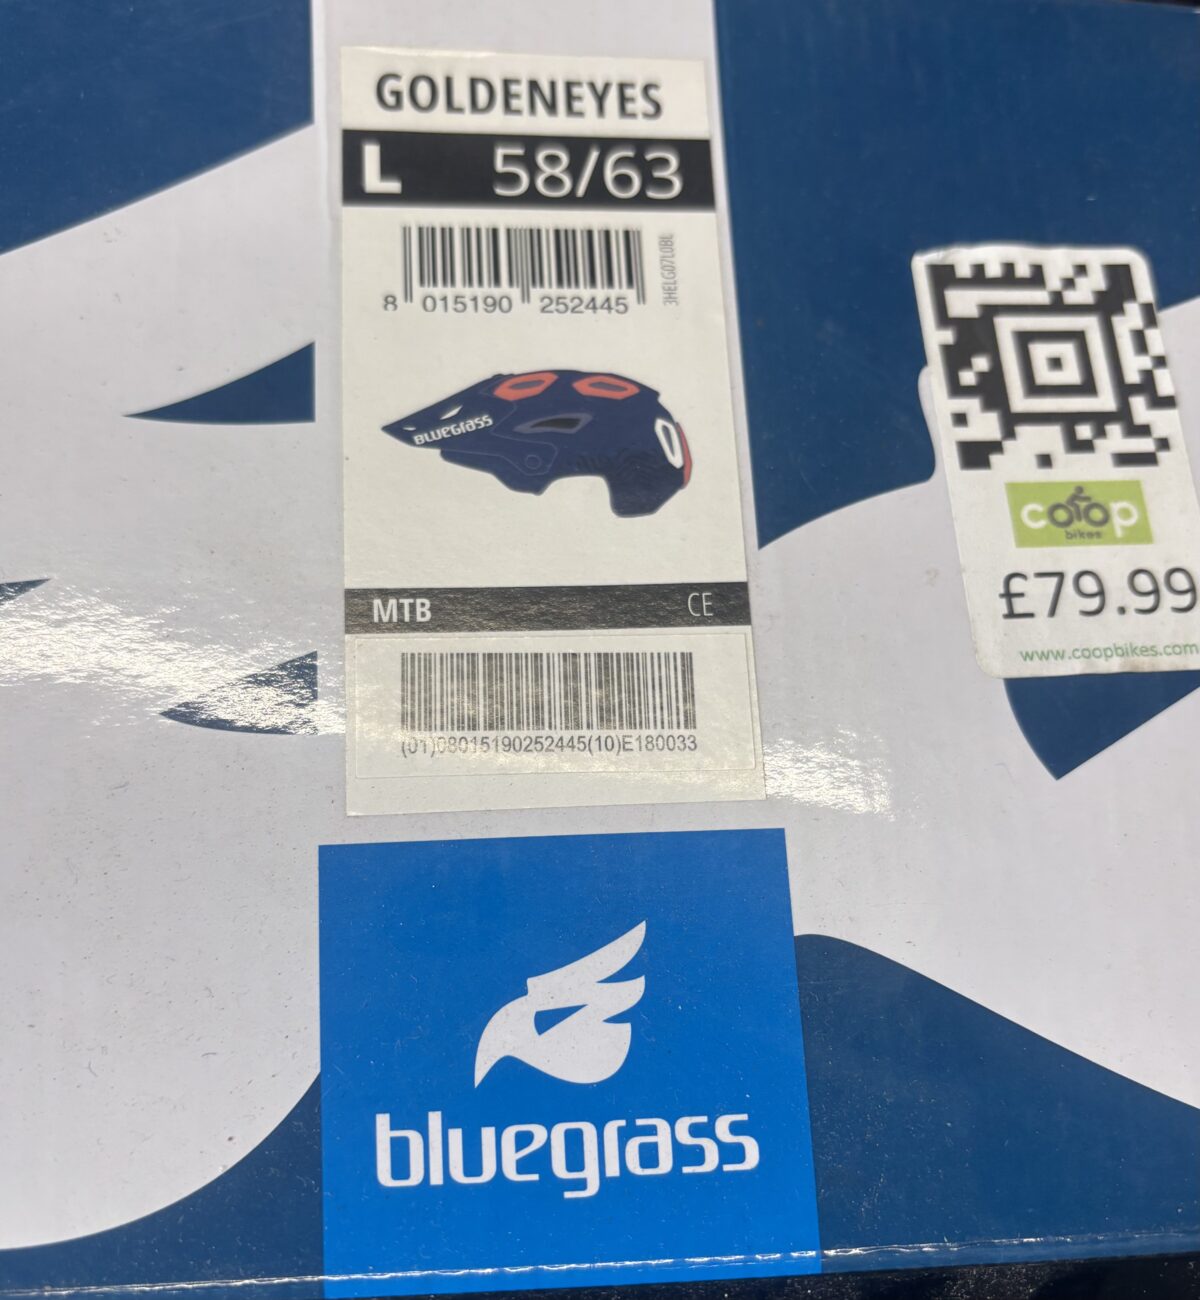 GOLDENEYES
L 58/63
8 015190 252445
3HELG07L0BL
BLUEGRASS
MTB CE
(01)08015190252445(10)E180033
bluegrass
coop
bikes
£79.99
www.coopbikes.com